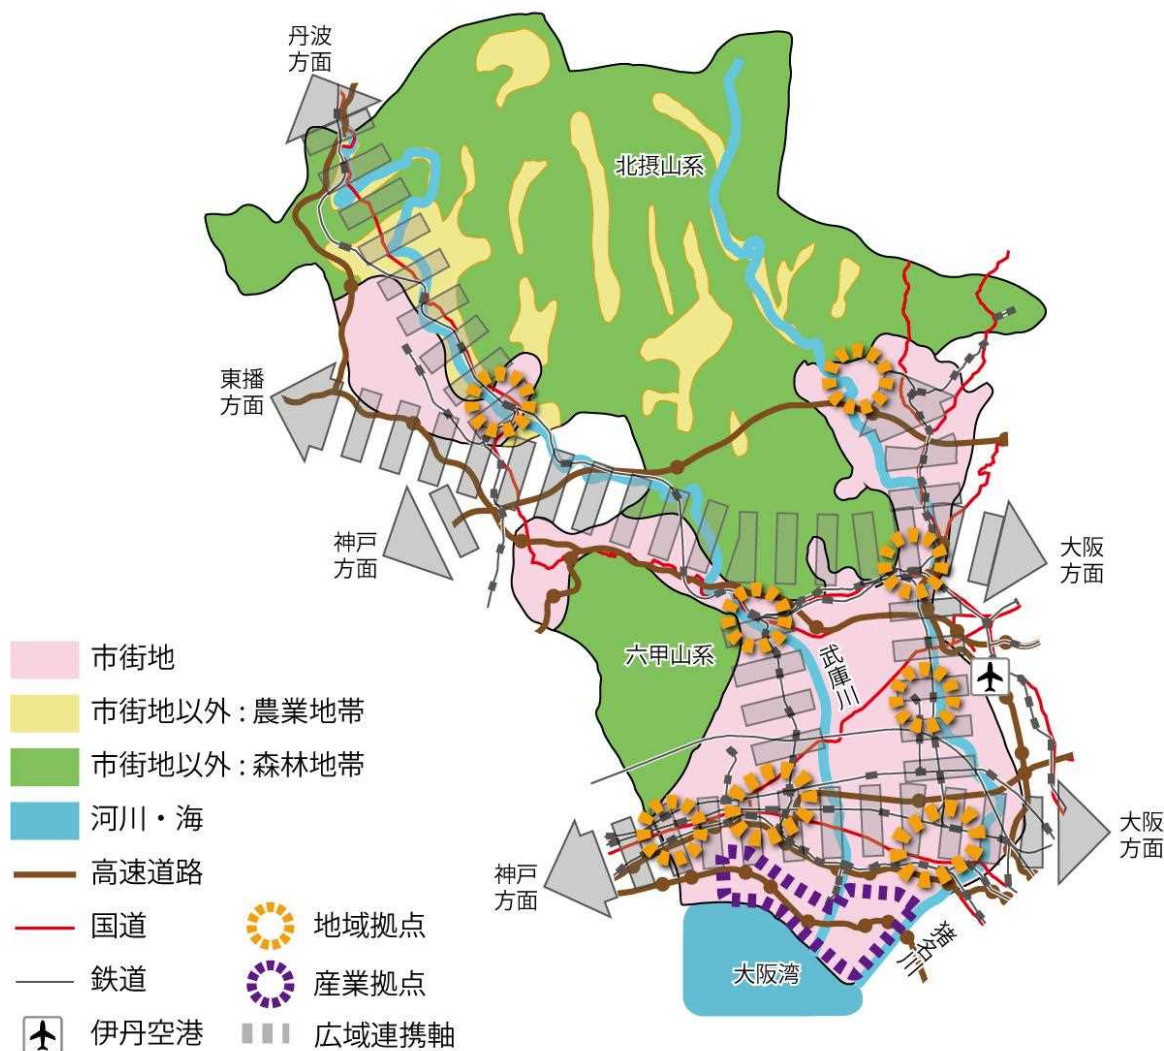 丹波
方面
北摂山系
東播
方面
神戸
方面
大阪
方面
六甲山系
武庫川
市街地
市街地以外：農業地帯
市街地以外：森林地帯
河川・海
高速道路
国道
鉄道
伊丹空港
地域拠点
産業拠点
広域連携軸
神戸
方面
大阪
方面
猪名川
大阪湾